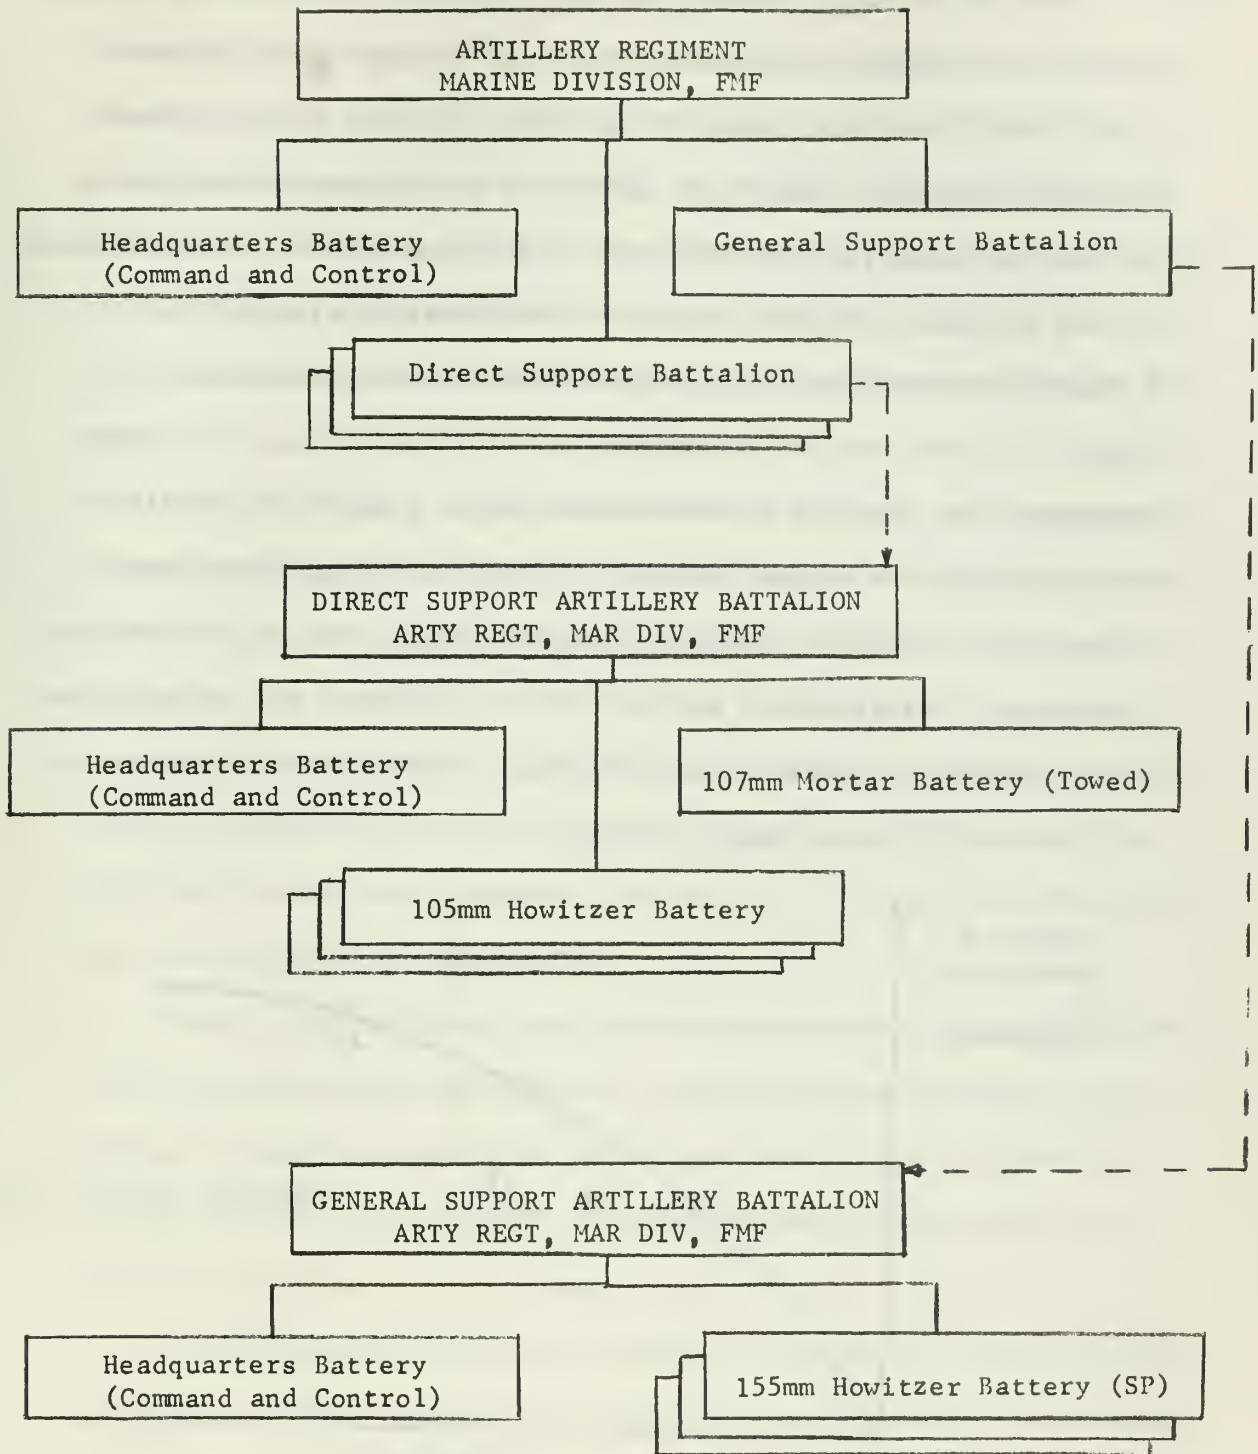 ARTILLERY REGIMENT
MARINE DIVISION, FMF
Headquarters Battery
(Command and Control)
General Support Battalion
Direct Support Battalion
DIRECT SUPPORT ARTILLERY BATTALION
ARTY REGT, MAR DIV, FMF
Headquarters Battery
(Command and Control)
107mm Mortar Battery (Towed)
105mm Howitzer Battery
GENERAL SUPPORT ARTILLERY BATTALION
ARTY REGT, MAR DIV, FMF
Headquarters Battery
(Command and Control)
155mm Howitzer Battery (SP)